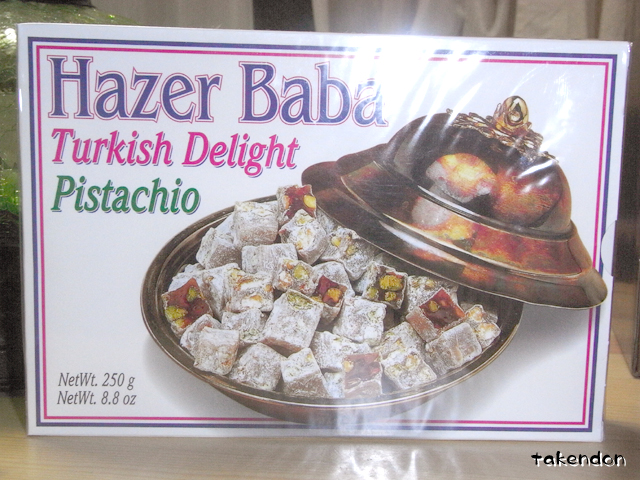 Hazer Baba
Turkish Delight
Pistachio
NetWt. 250 g
NetWt. 8.8 oz
takendon